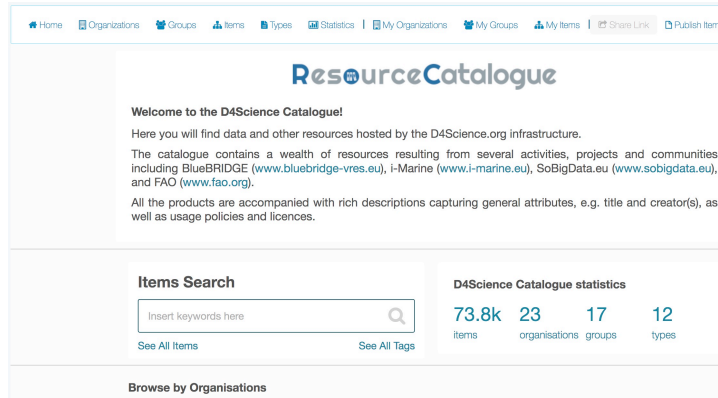 Home Organizations Groups Items Types Statistics | My Organizations My Groups My Items | Share Link Publish Item
ResourceCatalogue
Welcome to the D4Science Catalogue!
Here you will find data and other resources hosted by the D4Science.org infrastructure.
The catalogue contains a wealth of resources resulting from several activities, projects and communities
including BlueBRIDGE (www.bluebridge-vres.eu), i-Marine (www.i-marine.eu), SoBigData.eu (www.sobigdata.eu),
and FAO (www.fao.org).
All the products are accompanied with rich descriptions capturing general attributes, e.g. title and creator(s), as
well as usage policies and licences.
Items Search
Insert keywords here
See All Items See All Tags
D4Science Catalogue statistics
73.8k 23 17 12
items organisations groups types
Browse by Organisations